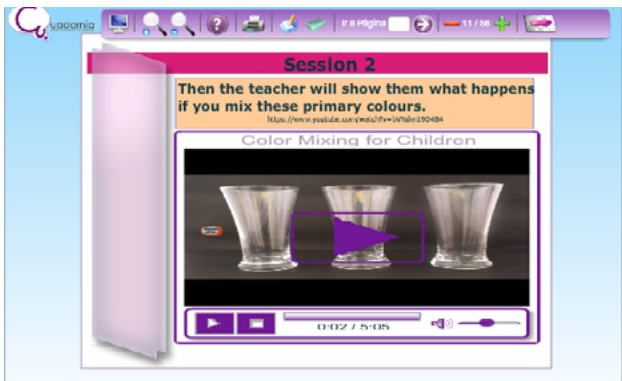 Cuadernia
Ir a Página
11 / 56
Session 2
Then the teacher will show them what happens
if you mix these primary colours.
Color Mixing for Children
0:02 / 5:05